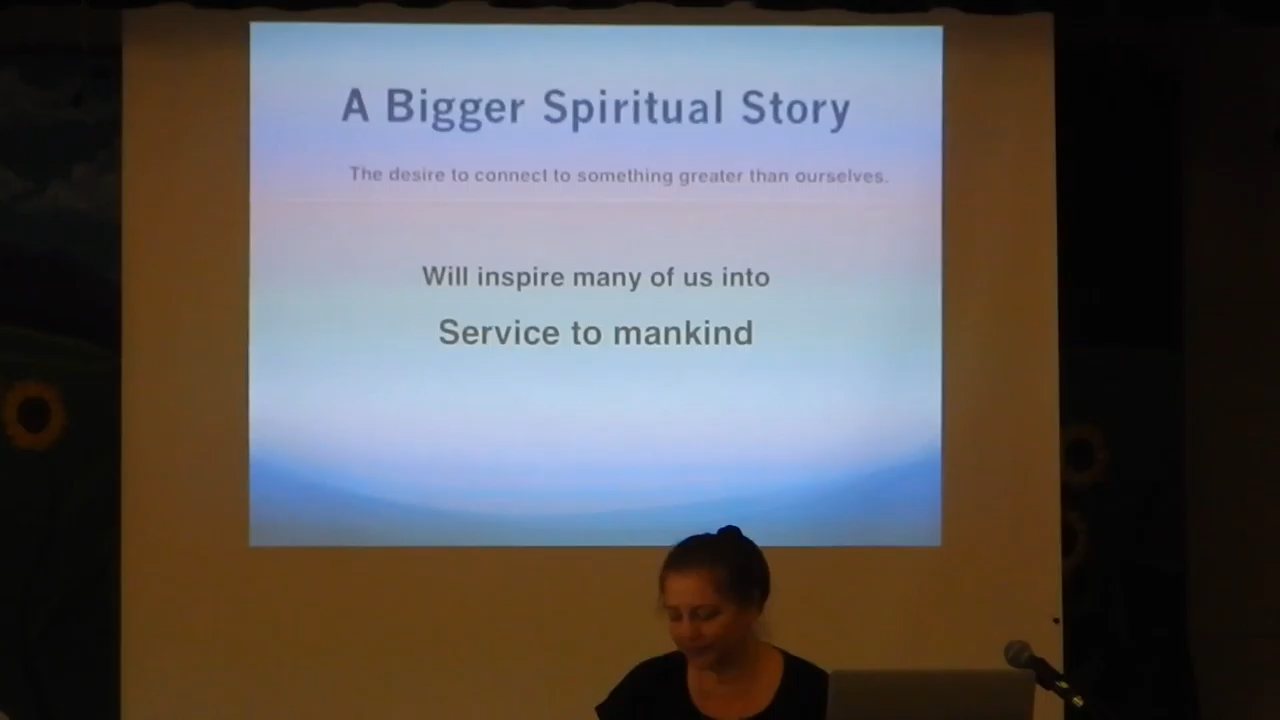 A Bigger Spiritual Story
The desire to connect to something greater than ourselves.
Will inspire many of us into
Service to mankind